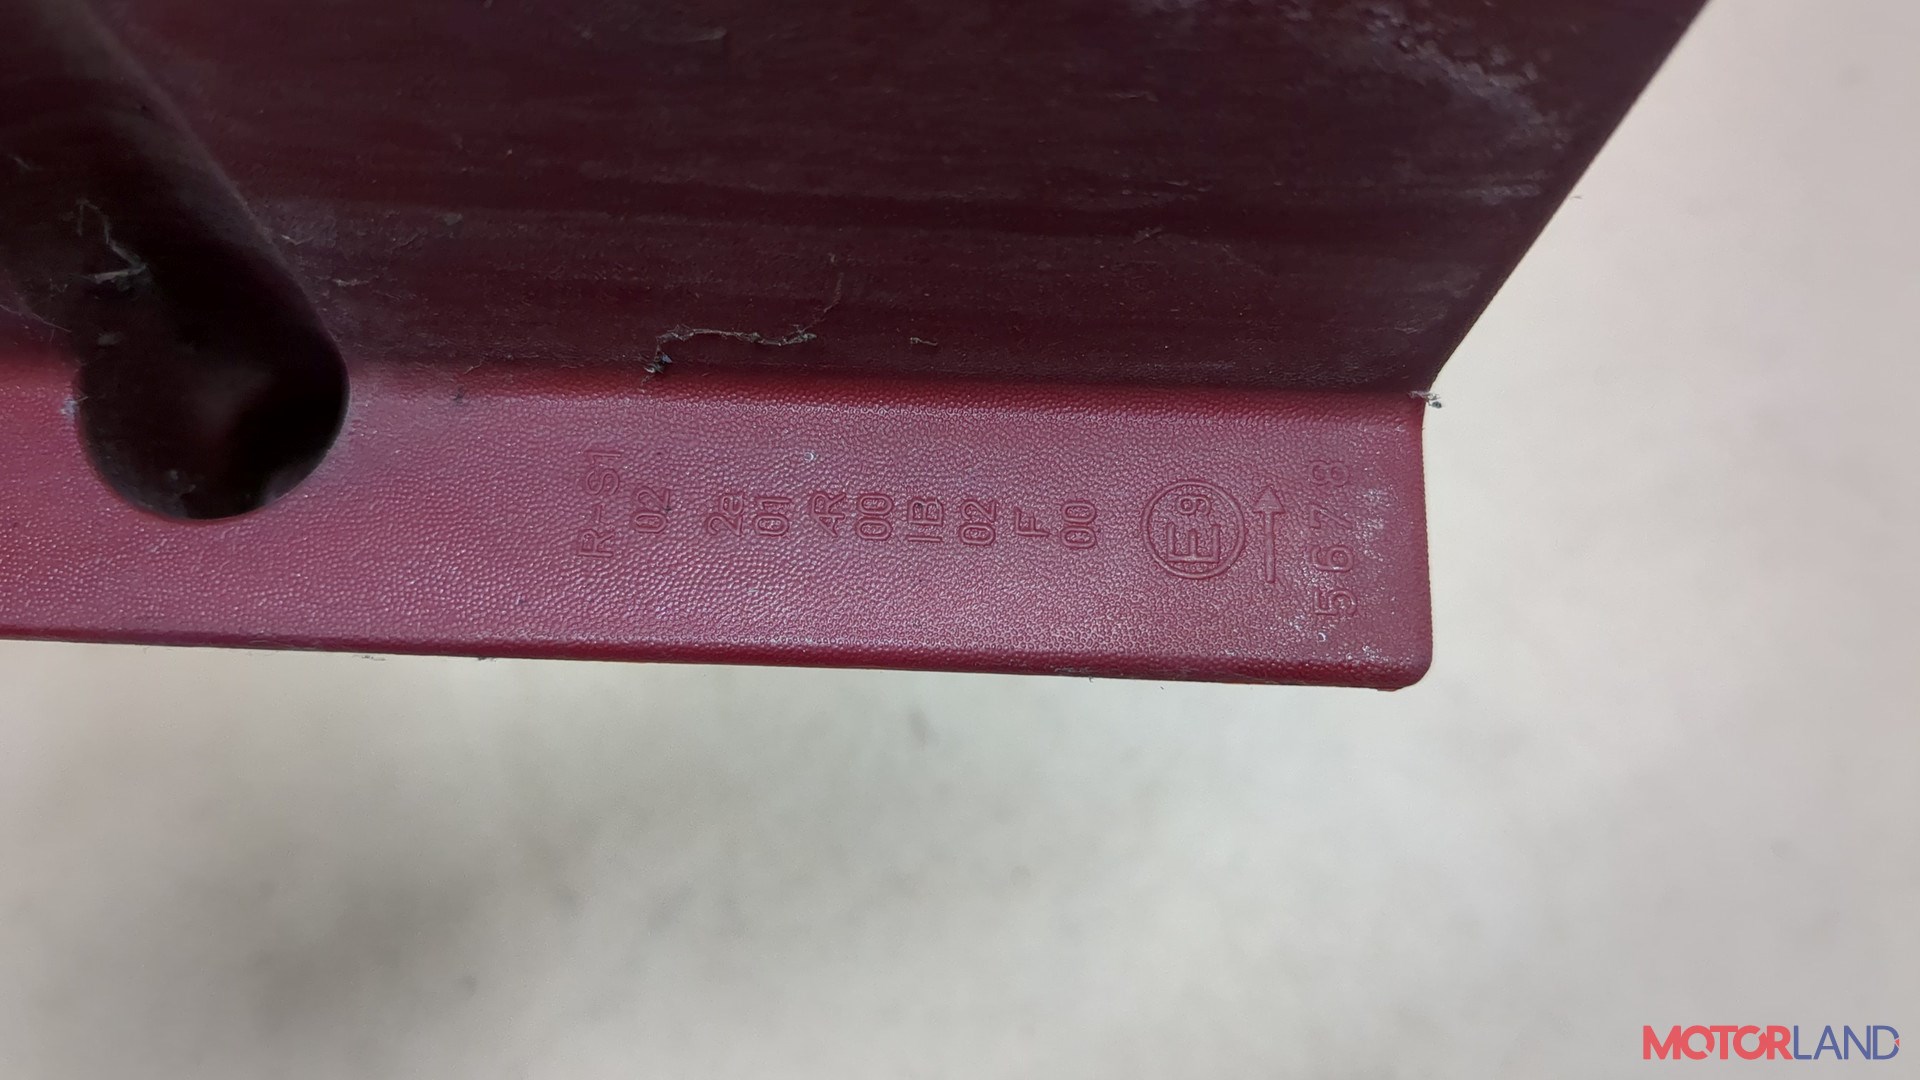 R-S1
02
2a
01
AR
00
IB
02
F
00
E9
→
5678
MOTORLAND